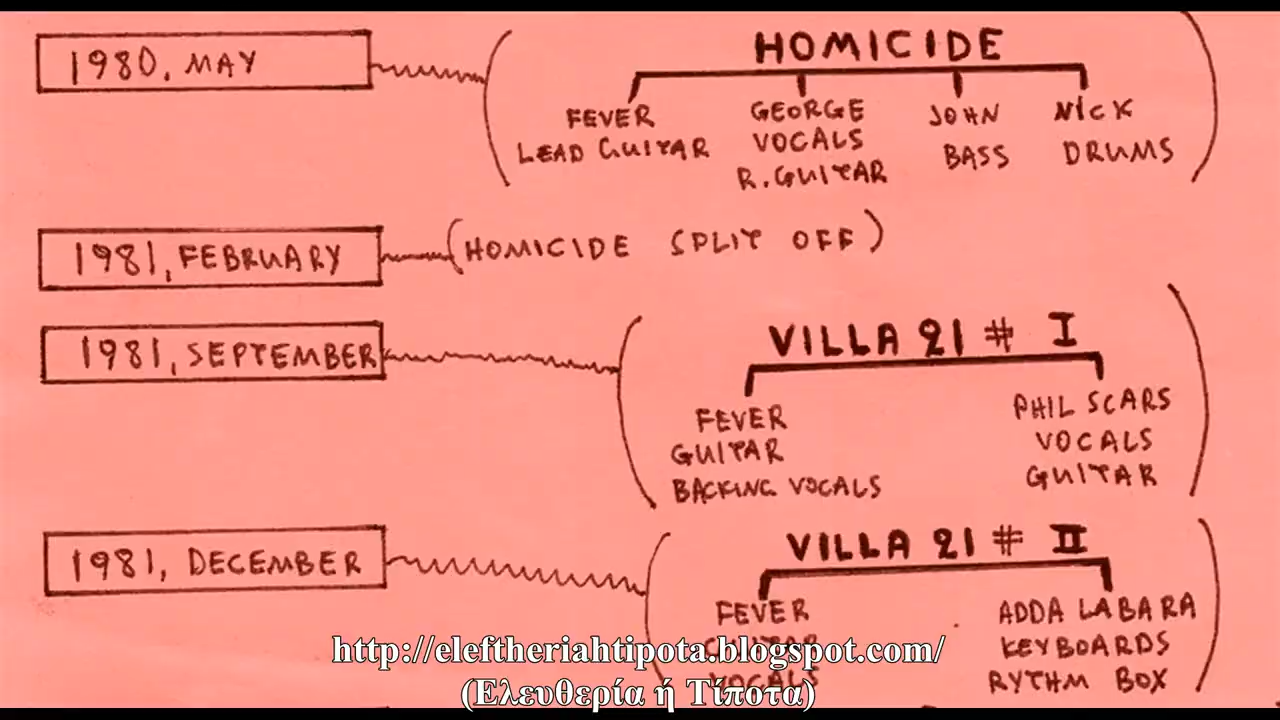 1980, MAY
HOMICIDE
FEVER
LEAD GUITAR
GEORGE
VOCALS
R. GUITAR
JOHN
BASS
NICK
DRUMS
1981, FEBRUARY
(HOMICIDE SPLIT OFF)
1981, SEPTEMBER
VILLA 21 # I
FEVER
GUITAR
BACKING VOCALS
PHIL SCARS
VOCALS
GUITAR
1981, DECEMBER
VILLA 21 # II
FEVER
GUITAR
VOCALS
ADDA LABARA
KEYBOARDS
RYTHM BOX
http://eleftheriahtipota.blogspot.com/
(Ελευθερία ή Τίποτα)